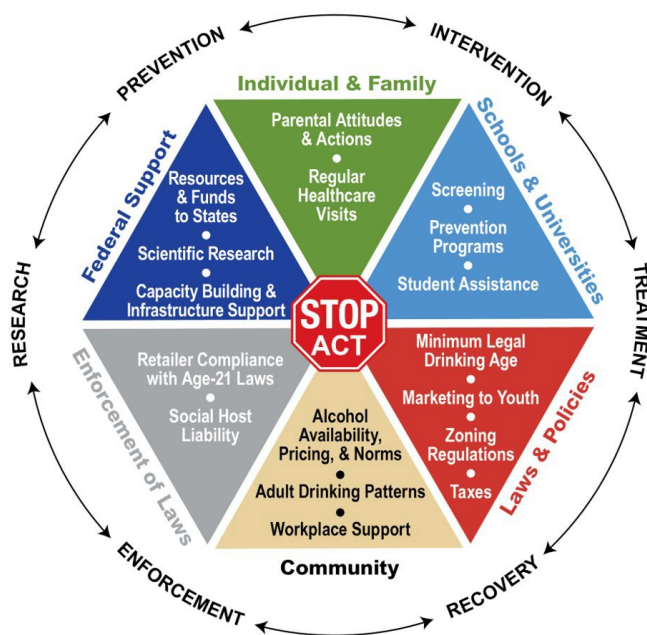 PREVENTION
INTERVENTION
TREATMENT
RECOVERY
ENFORCEMENT
RESEARCH
Individual & Family
Parental Attitudes
& Actions
Regular
Healthcare
Visits
Schools & Universities
Screening
Prevention
Programs
Student Assistance
Laws & Policies
Minimum Legal
Drinking Age
Marketing to Youth
Zoning
Regulations
Taxes
Community
Alcohol
Availability,
Pricing, & Norms
Adult Drinking Patterns
Workplace Support
Enforcement of Laws
Retailer Compliance
with Age-21 Laws
Social Host
Liability
Federal Support
Resources
& Funds
to States
Scientific Research
Capacity Building &
Infrastructure Support
STOP
ACT